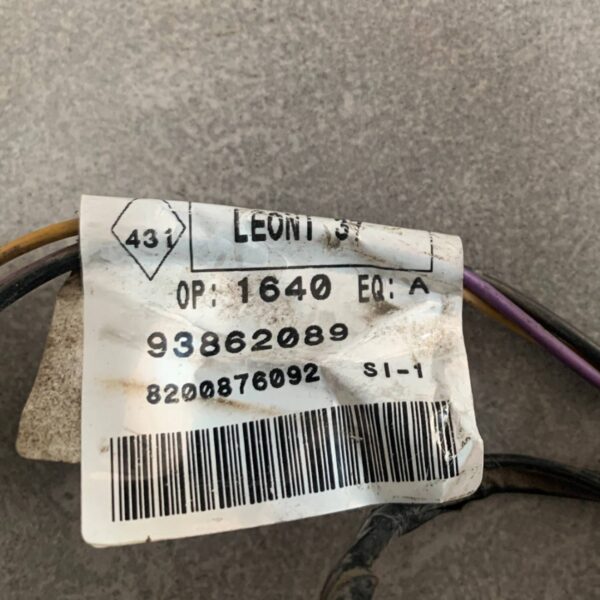 431
LEONI
OP: 1640 EQ: A
93862089
8200876092 SI-1